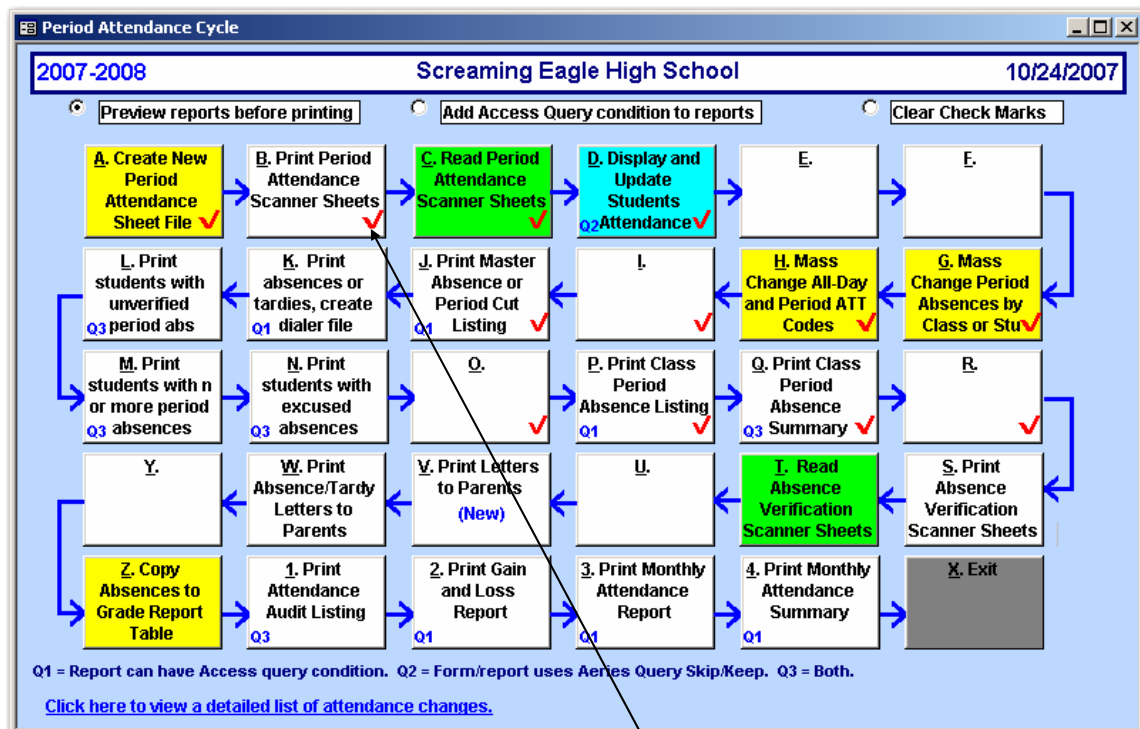 Period Attendance Cycle
2007-2008 Screaming Eagle High School 10/24/2007
Preview reports before printing Add Access Query condition to reports Clear Check Marks
A. Create New
Period
Attendance
Sheet File
B. Print Period
Attendance
Scanner Sheets
C. Read Period
Attendance
Scanner Sheets
D. Display and
Update
Students
Q2 Attendance
E.
F.
L. Print
students with
unverified
Q3 period abs
K. Print
absences or
tardies, create
Q1 dialer file
J. Print Master
Absence or
Period Cut
Q1 Listing
I.
H. Mass
Change All-Day
and Period ATT
Codes
G. Mass
Change Period
Absences by
Class or Stu
M. Print
students with n
or more period
Q3 absences
N. Print
students with
excused
Q3 absences
O.
P. Print Class
Period
Absence Listing
Q1
Q. Print Class
Period
Absence
Q3 Summary
R.
Y.
W. Print
Absence/Tardy
Letters to
Parents
V. Print Letters
to Parents
(New)
U.
T. Read
Absence
Verification
Scanner Sheets
S. Print
Absence
Verification
Scanner Sheets
Z. Copy
Absences to
Grade Report
Table
1. Print
Attendance
Audit Listing
Q3
2. Print Gain
and Loss
Report
Q1
3. Print Monthly
Attendance
Report
Q1
4. Print Monthly
Attendance
Summary
Q1
X. Exit
Q1 = Report can have Access query condition. Q2 = Form/report uses Aeries Query Skip/Keep. Q3 = Both.
Click here to view a detailed list of attendance changes.